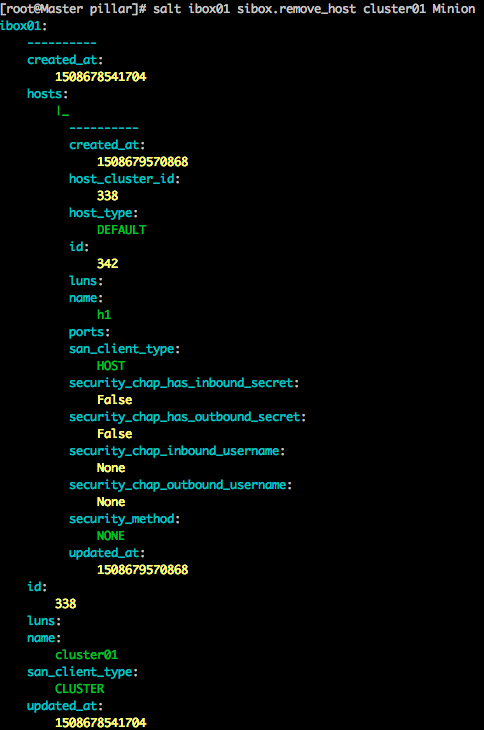 [root@Master pillar]# salt ibox01 sibox.remove_host cluster01 Minion
ibox01:
    ----------
    created_at:
        1508678541704
    hosts:
        |_
          ----------
          created_at:
              1508679570868
          host_cluster_id:
              338
          host_type:
              DEFAULT
          id:
              342
          luns:
          name:
              h1
          ports:
          san_client_type:
              HOST
          security_chap_has_inbound_secret:
              False
          security_chap_has_outbound_secret:
              False
          security_chap_inbound_username:
              None
          security_chap_outbound_username:
              None
          security_method:
              NONE
          updated_at:
              1508679570868
    id:
        338
    luns:
    name:
        cluster01
    san_client_type:
        CLUSTER
    updated_at:
        1508678541704